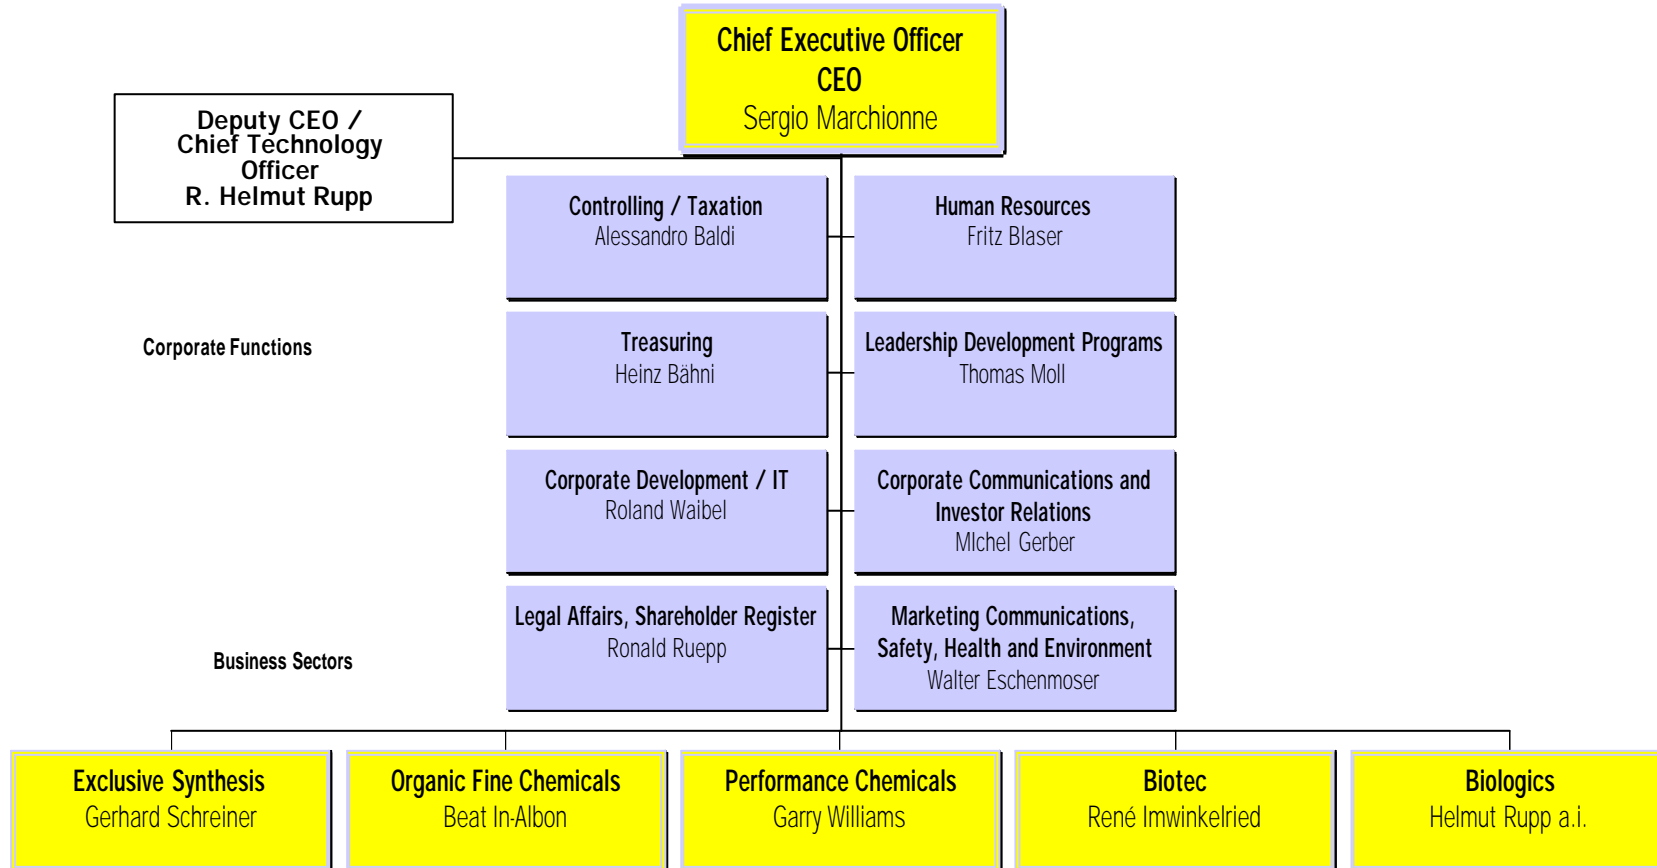 Chief Executive Officer
CEO
Sergio Marchionne
Deputy CEO /
Chief Technology
Officer
R. Helmut Rupp
Controlling / Taxation
Alessandro Baldi
Human Resources
Fritz Blaser
Corporate Functions
Treasuring
Heinz Bähni
Leadership Development Programs
Thomas Moll
Corporate Development / IT
Roland Waibel
Corporate Communications and
Investor Relations
MIchel Gerber
Legal Affairs, Shareholder Register
Ronald Ruepp
Marketing Communications,
Safety, Health and Environment
Walter Eschenmoser
Business Sectors
Exclusive Synthesis
Gerhard Schreiner
Organic Fine Chemicals
Beat In-Albon
Performance Chemicals
Garry Williams
Biotec
René Imwinkelried
Biologics
Helmut Rupp a.i.